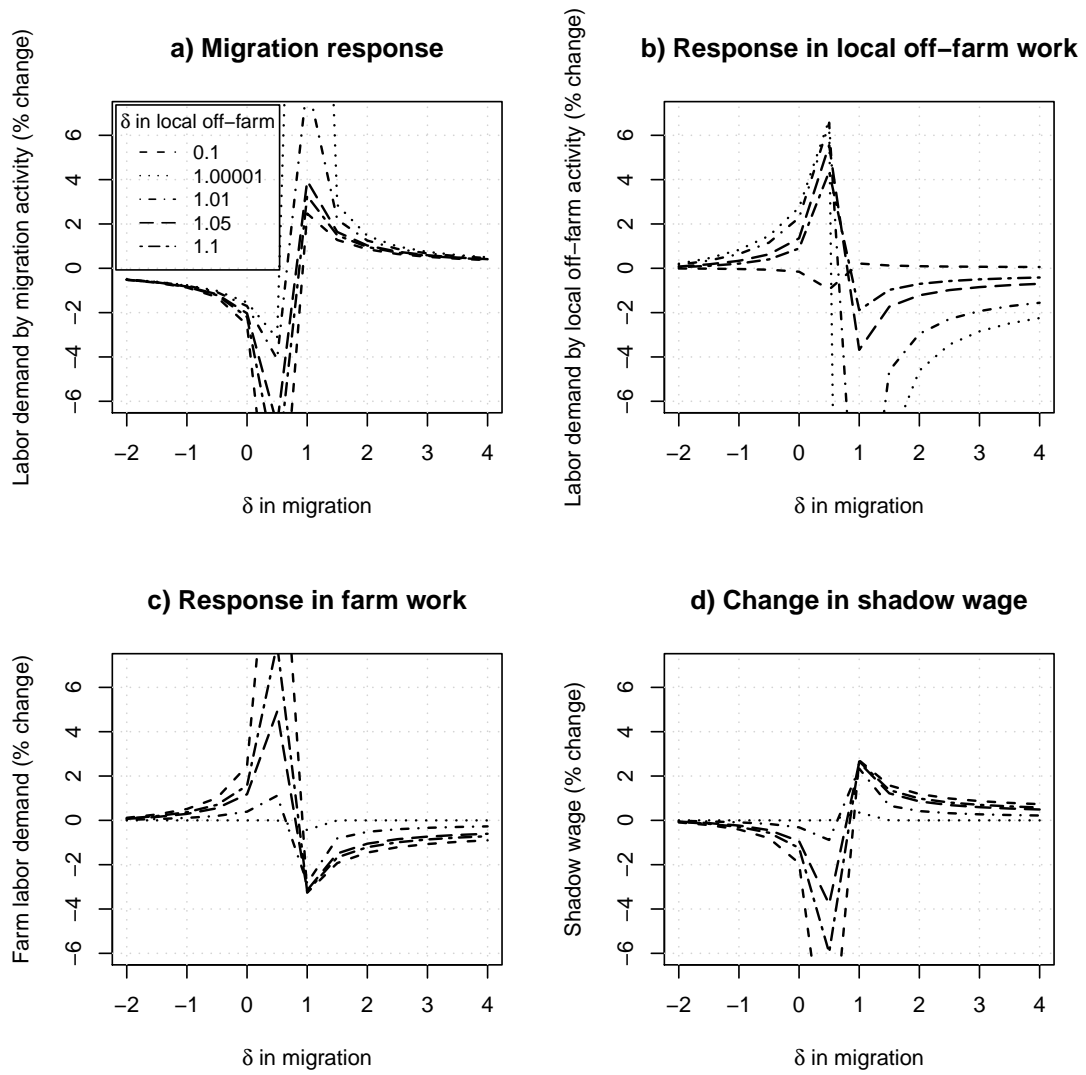 a) Migration response
Labor demand by migration activity (% change)
6
4
2
0
−2
−4
−6
δ in local off−farm
0.1
1.00001
1.01
1.05
1.1
−2 −1 0 1 2 3 4
δ in migration
b) Response in local off−farm work
Labor demand by local off−farm activity (% change)
6
4
2
0
−2
−4
−6
−2 −1 0 1 2 3 4
δ in migration
c) Response in farm work
Farm labor demand (% change)
6
4
2
0
−2
−4
−6
−2 −1 0 1 2 3 4
δ in migration
d) Change in shadow wage
Shadow wage (% change)
6
4
2
0
−2
−4
−6
−2 −1 0 1 2 3 4
δ in migration